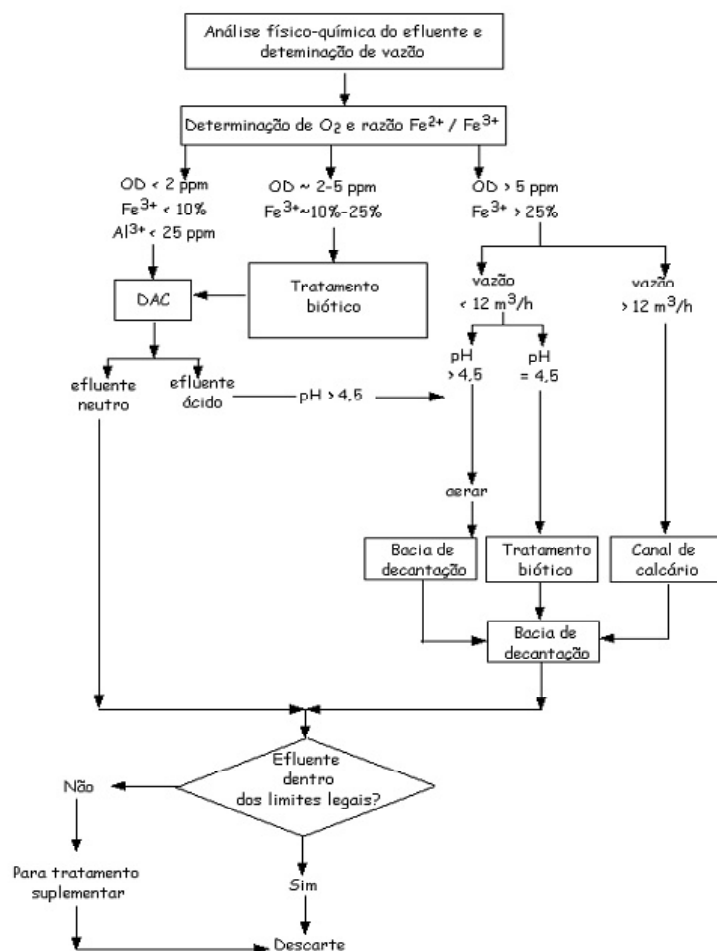 Análise físico-química do efluente e
deteminação de vazão
Determinação de O₂ e razão Fe²⁺ / Fe³⁺
OD < 2 ppm
Fe³⁺ < 10%
Al³⁺ < 25 ppm
OD ~ 2-5 ppm
Fe³⁺~10%-25%
OD > 5 ppm
Fe³⁺ > 25%
DAC
Tratamento
biótico
vazão
< 12 m³/h
vazão
> 12 m³/h
efluente
neutro
efluente
ácido
pH > 4,5
pH
> 4,5
pH
= 4,5
aerar
Bacia de
decantação
Tratamento
biótico
Canal de
calcário
Bacia de
decantação
Efluente
dentro
dos limites legais?
Não
Para tratamento
suplementar
Sim
Descarte